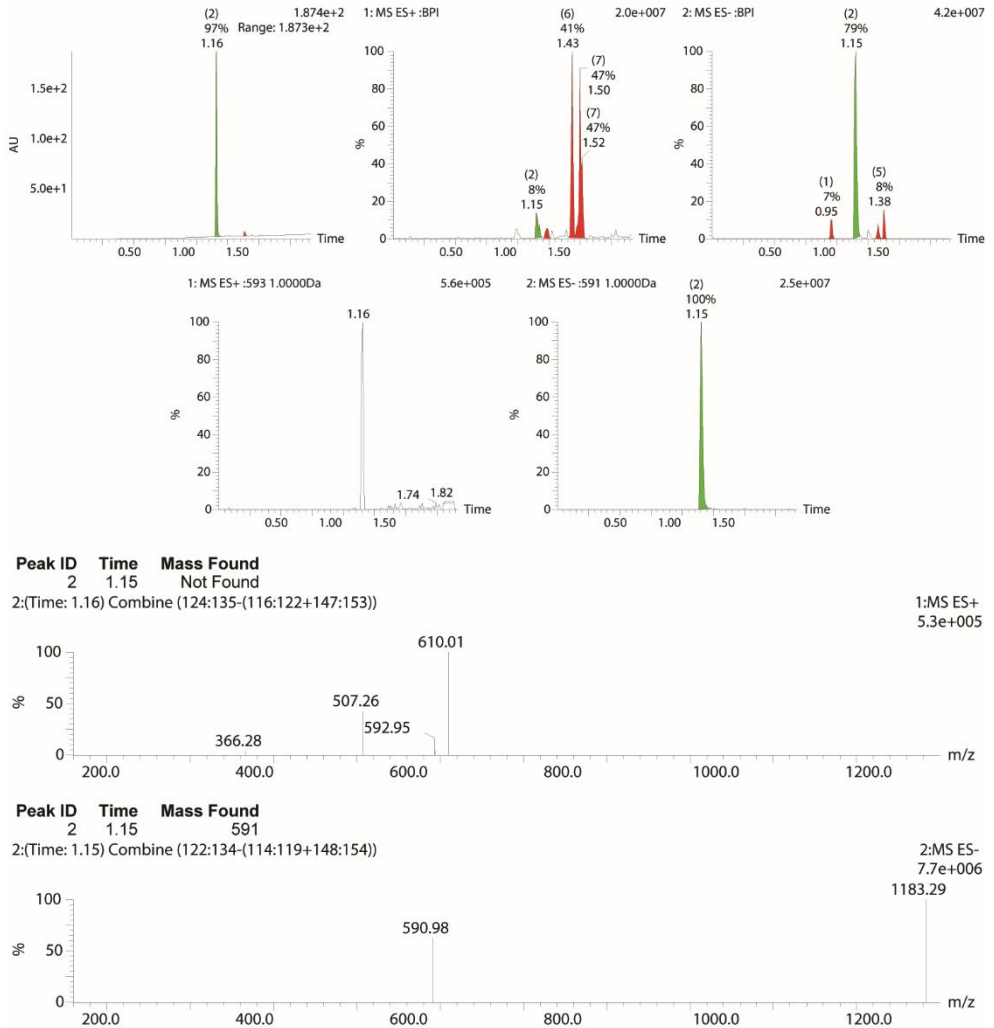 (2) 1.874e+2
97% Range: 1.873e+2
1.16
AU
1.5e+2
1.0e+2
5.0e+1
0.50 1.00 1.50 Time
1: MS ES+ :BPI 2.0e+007
(6)
41%
1.43
(7)
47%
1.50
(7)
47%
1.52
(2)
8%
1.15
%
100
80
60
40
20
0
0.50 1.00 1.50 Time
2: MS ES- :BPI 4.2e+007
(2)
79%
1.15
(1)
7%
0.95
(5)
8%
1.38
%
100
80
60
40
20
0
0.50 1.00 1.50 Time
1: MS ES+ :593 1.0000Da 5.6e+005
1.16
1.74 1.82
%
100
80
60
40
20
0
0.50 1.00 1.50 Time
2: MS ES- :591 1.0000Da 2.5e+007
(2)
100%
1.15
%
100
80
60
40
20
0
0.50 1.00 1.50 Time
Peak ID Time Mass Found
2 1.15 Not Found
2:(Time: 1.16) Combine (124:135-(116:122+147:153))
1:MS ES+
5.3e+005
610.01
507.26
592.95
366.28
%
100
50
0
200.0 400.0 600.0 800.0 1000.0 1200.0 m/z
Peak ID Time Mass Found
2 1.15 591
2:(Time: 1.15) Combine (122:134-(114:119+148:154))
2:MS ES-
7.7e+006
1183.29
590.98
%
100
50
0
200.0 400.0 600.0 800.0 1000.0 1200.0 m/z